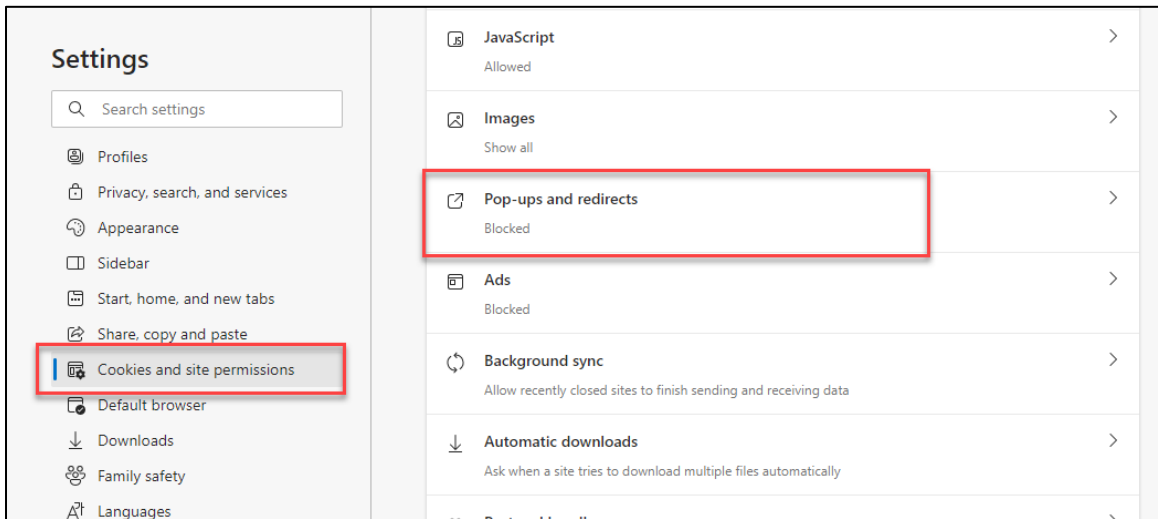 Settings
Search settings
Profiles
Privacy, search, and services
Appearance
Sidebar
Start, home, and new tabs
Share, copy and paste
Cookies and site permissions
Default browser
Downloads
Family safety
Languages
JavaScript
Allowed
Images
Show all
Pop-ups and redirects
Blocked
Ads
Blocked
Background sync
Allow recently closed sites to finish sending and receiving data
Automatic downloads
Ask when a site tries to download multiple files automatically